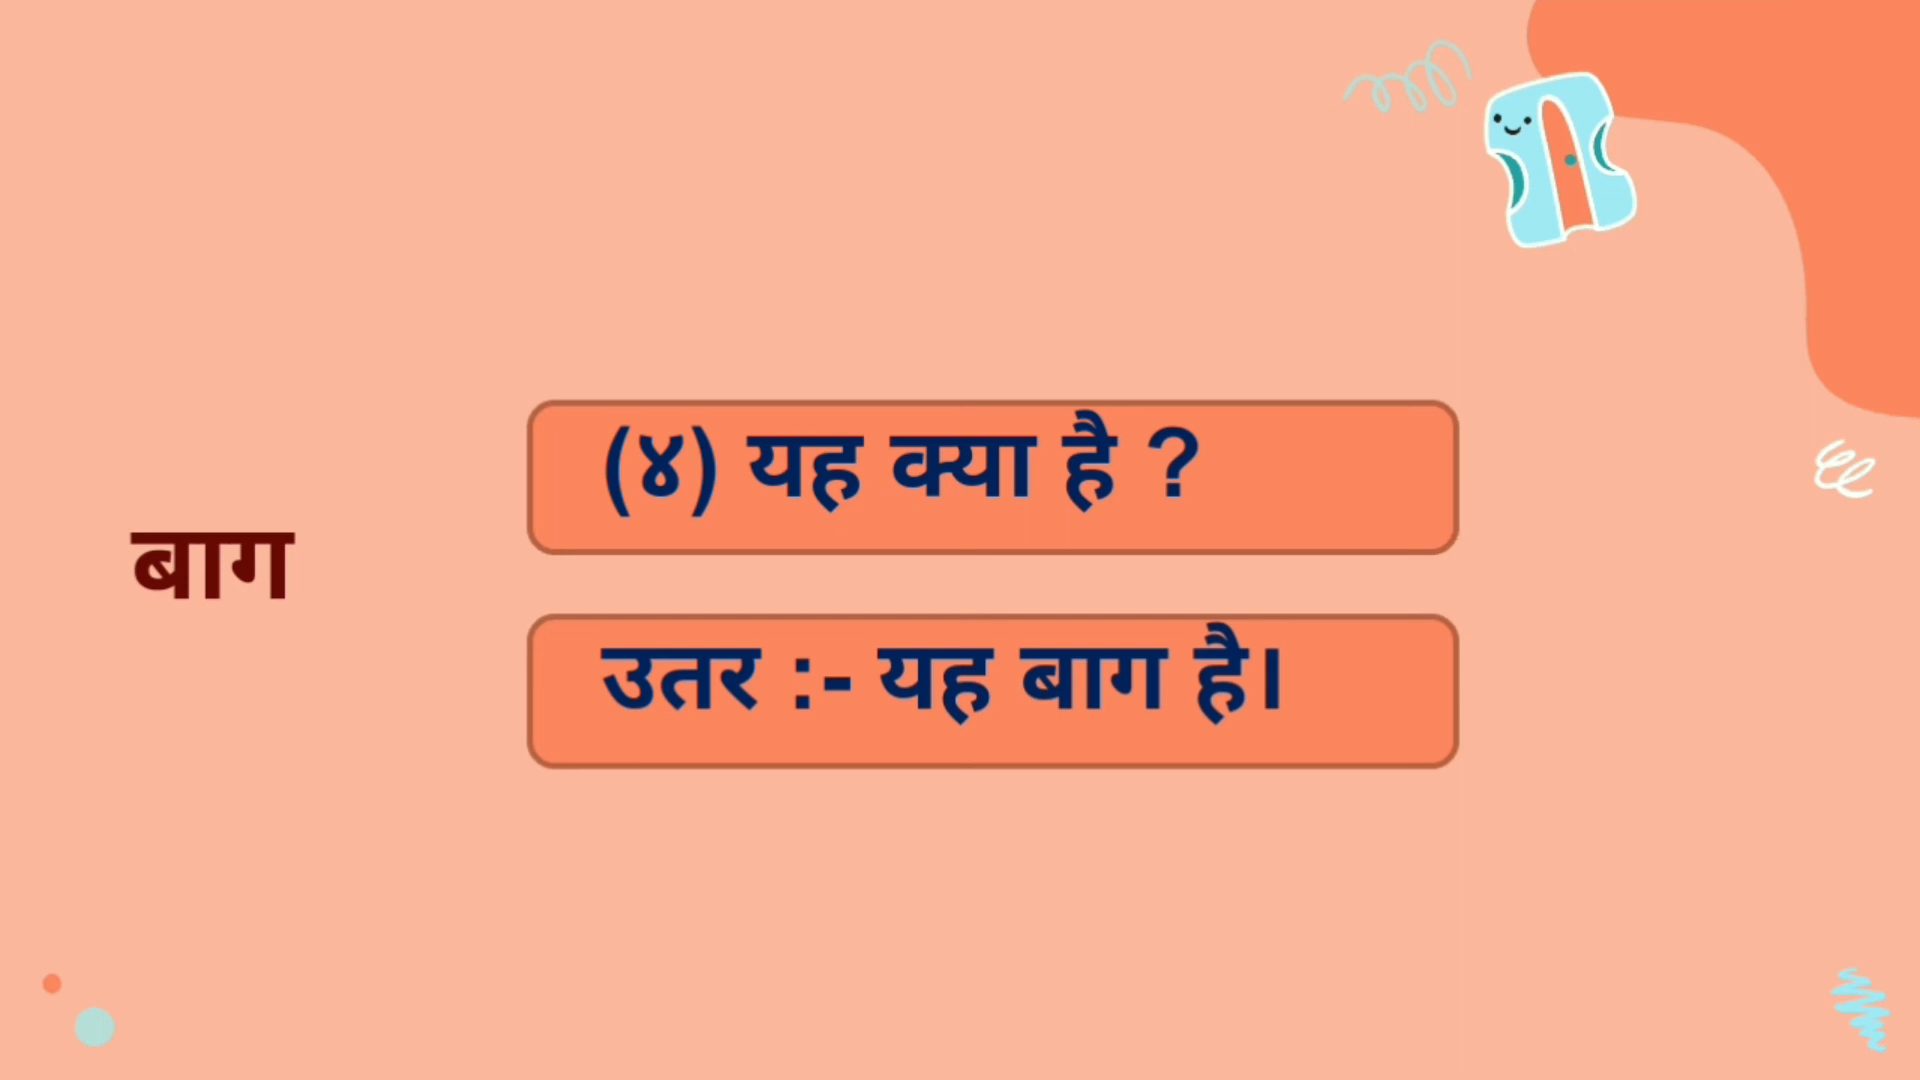 बाग
(४) यह क्या है ?
उतर :- यह बाग है।